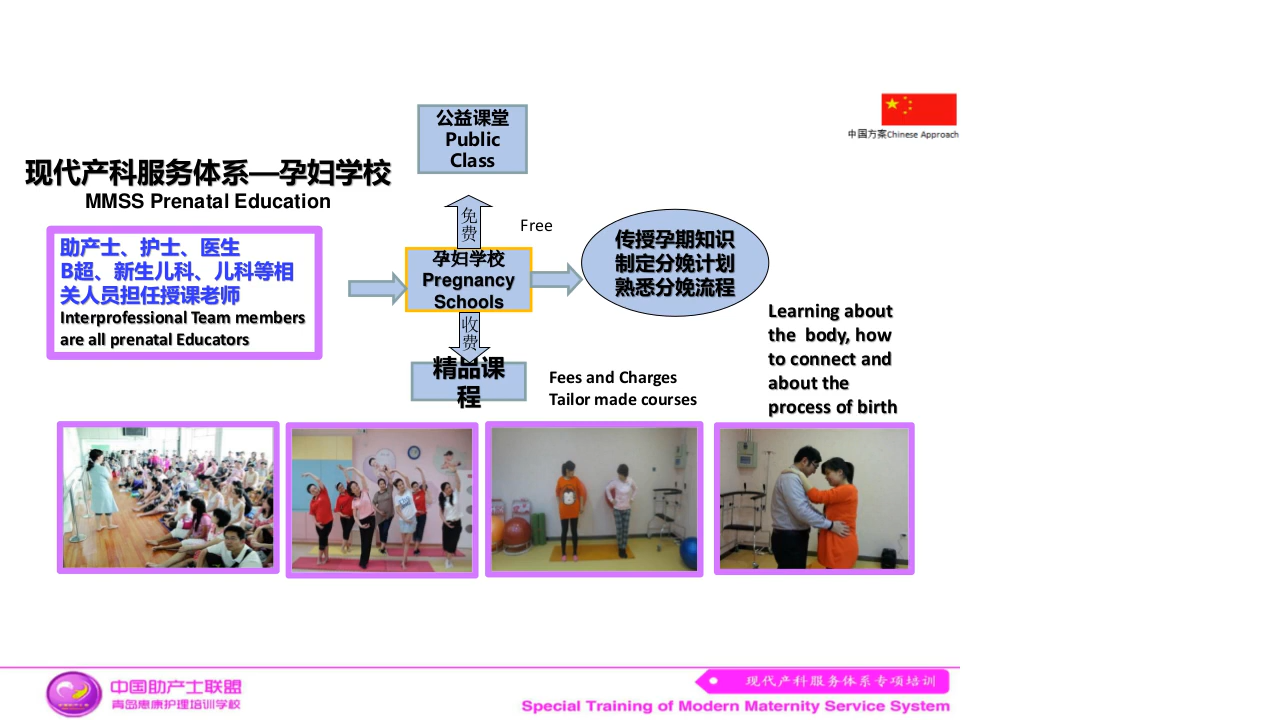 公益课堂
Public
Class
中国方案Chinese Approach
现代产科服务体系—孕妇学校
MMSS Prenatal Education
免
费
Free
助产士、护士、医生
B超、新生儿科、儿科等相
关人员担任授课老师
Interprofessional Team members
are all prenatal Educators
孕妇学校
Pregnancy
Schools
传授孕期知识
制定分娩计划
熟悉分娩流程
收
费
精品课
程
Fees and Charges
Tailor made courses
Learning about
the body, how
to connect and
about the
process of birth
中国助产士联盟
青岛惠康护理培训学校
现代产科服务体系专项培训
Special Training of Modern Maternity Service System